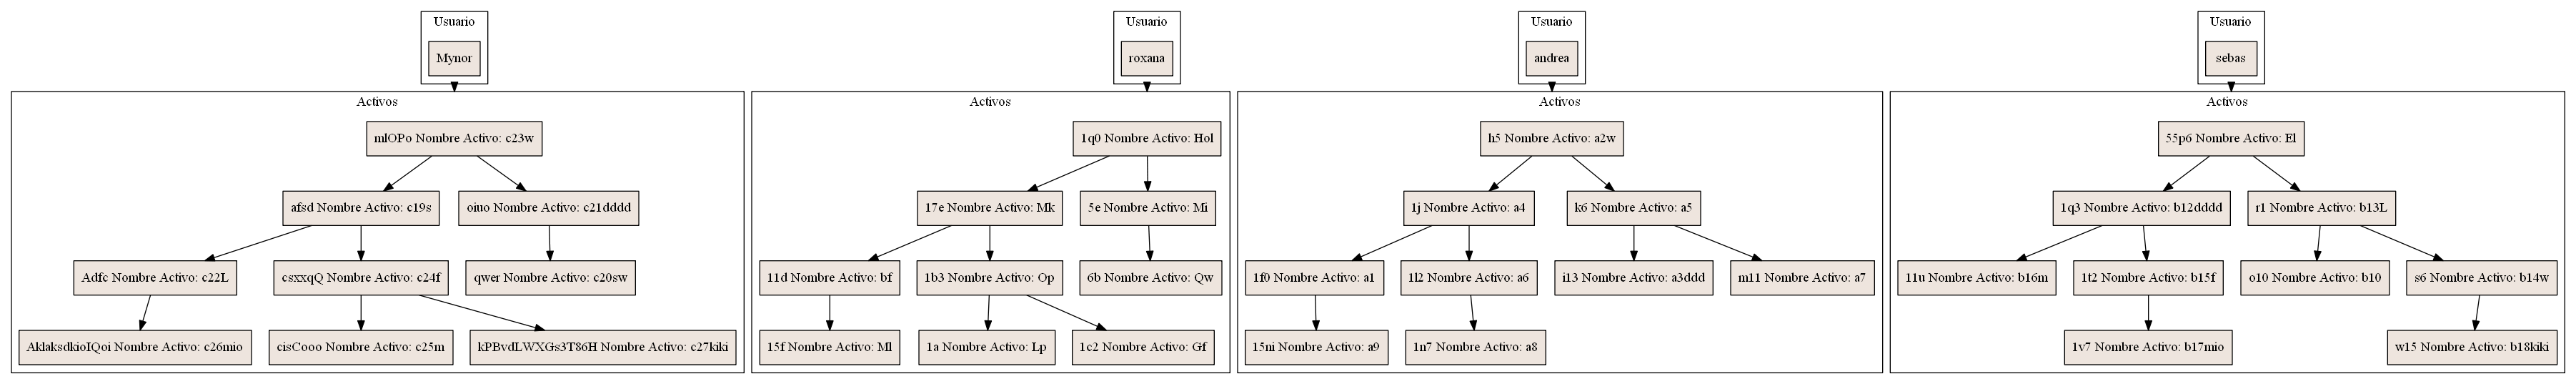 Usuario
Mynor
Activos
mlOPo Nombre Activo: c23w
afsd Nombre Activo: c19s
oiuo Nombre Activo: c21dddd
Adfc Nombre Activo: c22L
csxxqQ Nombre Activo: c24f
qwer Nombre Activo: c20sw
AklaksdkioIQoi Nombre Activo: c26mio
cisCooo Nombre Activo: c25m
kPBvdLWXGs3T86H Nombre Activo: c27kiki
Usuario
roxana
Activos
1q0 Nombre Activo: Hol
17e Nombre Activo: Mk
5e Nombre Activo: Mi
11d Nombre Activo: bf
1b3 Nombre Activo: Op
6b Nombre Activo: Qw
15f Nombre Activo: Ml
1a Nombre Activo: Lp
1c2 Nombre Activo: Gf
Usuario
andrea
Activos
h5 Nombre Activo: a2w
1j Nombre Activo: a4
k6 Nombre Activo: a5
1f0 Nombre Activo: a1
1l2 Nombre Activo: a6
i13 Nombre Activo: a3ddd
m11 Nombre Activo: a7
15ni Nombre Activo: a9
1n7 Nombre Activo: a8
Usuario
sebas
Activos
55p6 Nombre Activo: El
1q3 Nombre Activo: b12dddd
r1 Nombre Activo: b13L
11u Nombre Activo: b16m
1t2 Nombre Activo: b15f
o10 Nombre Activo: b10
s6 Nombre Activo: b14w
1v7 Nombre Activo: b17mio
w15 Nombre Activo: b18kiki